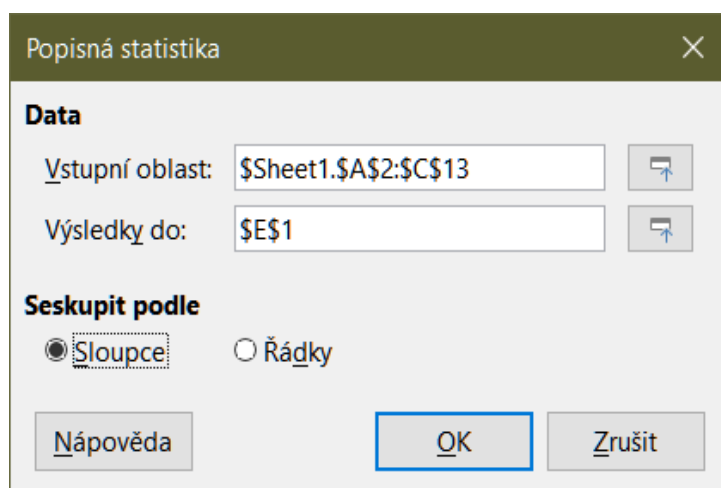 Popisná statistika
Data
Vstupní oblast: $Sheet1.$A$2:$C$13
Výsledky do: $E$1
Seskupit podle
Sloupce Řádky
Nápověda OK Zrušit